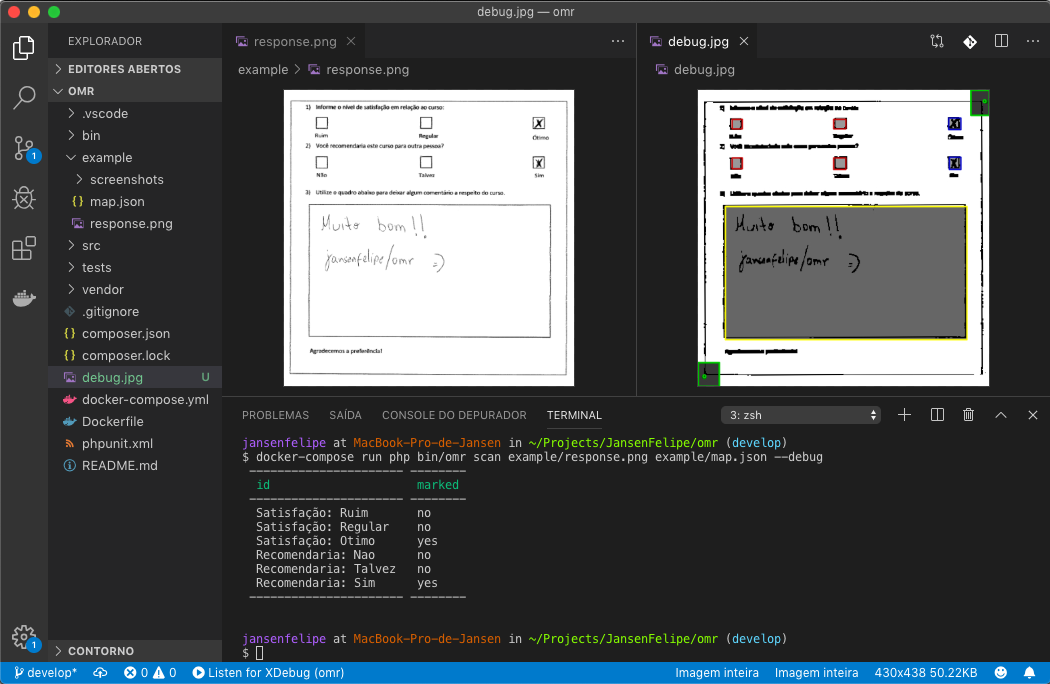 debug.jpg — omr
EXPLORADOR
EDITORES ABERTOS
OMR
.vscode
bin
example
screenshots
{} map.json
response.png
src
tests
vendor
.gitignore
{} composer.json
{} composer.lock
debug.jpg U
docker-compose.yml
Dockerfile
phpunit.xml
README.md
CONTORNO
1
1
response.png
example > response.png
1) Informe o nível de satisfação em relação ao curso:
Ruim Regular Ótimo
2) Você recomendaria este curso para outra pessoa?
Não Talvez Sim
3) Utilize o quadro abaixo para deixar algum comentário a respeito do curso.
Muito bom!!
jansenfelipe/omr =)
Agradecemos a preferência!
debug.jpg
debug.jpg
Muito bom!!
jansenfelipe/omr =)
PROBLEMAS SAÍDA CONSOLE DO DEPURADOR TERMINAL 3: zsh
jansenfelipe at MacBook-Pro-de-Jansen in ~/Projects/JansenFelipe/omr (develop)
$ docker-compose run php bin/omr scan example/response.png example/map.json --debug
id marked
Satisfação: Ruim no
Satisfação: Regular no
Satisfação: Otimo yes
Recomendaria: Nao no
Recomendaria: Talvez no
Recomendaria: Sim yes
jansenfelipe at MacBook-Pro-de-Jansen in ~/Projects/JansenFelipe/omr (develop)
$
develop* 0 0 Listen for XDebug (omr) Imagem inteira Imagem inteira 430x438 50.22KB